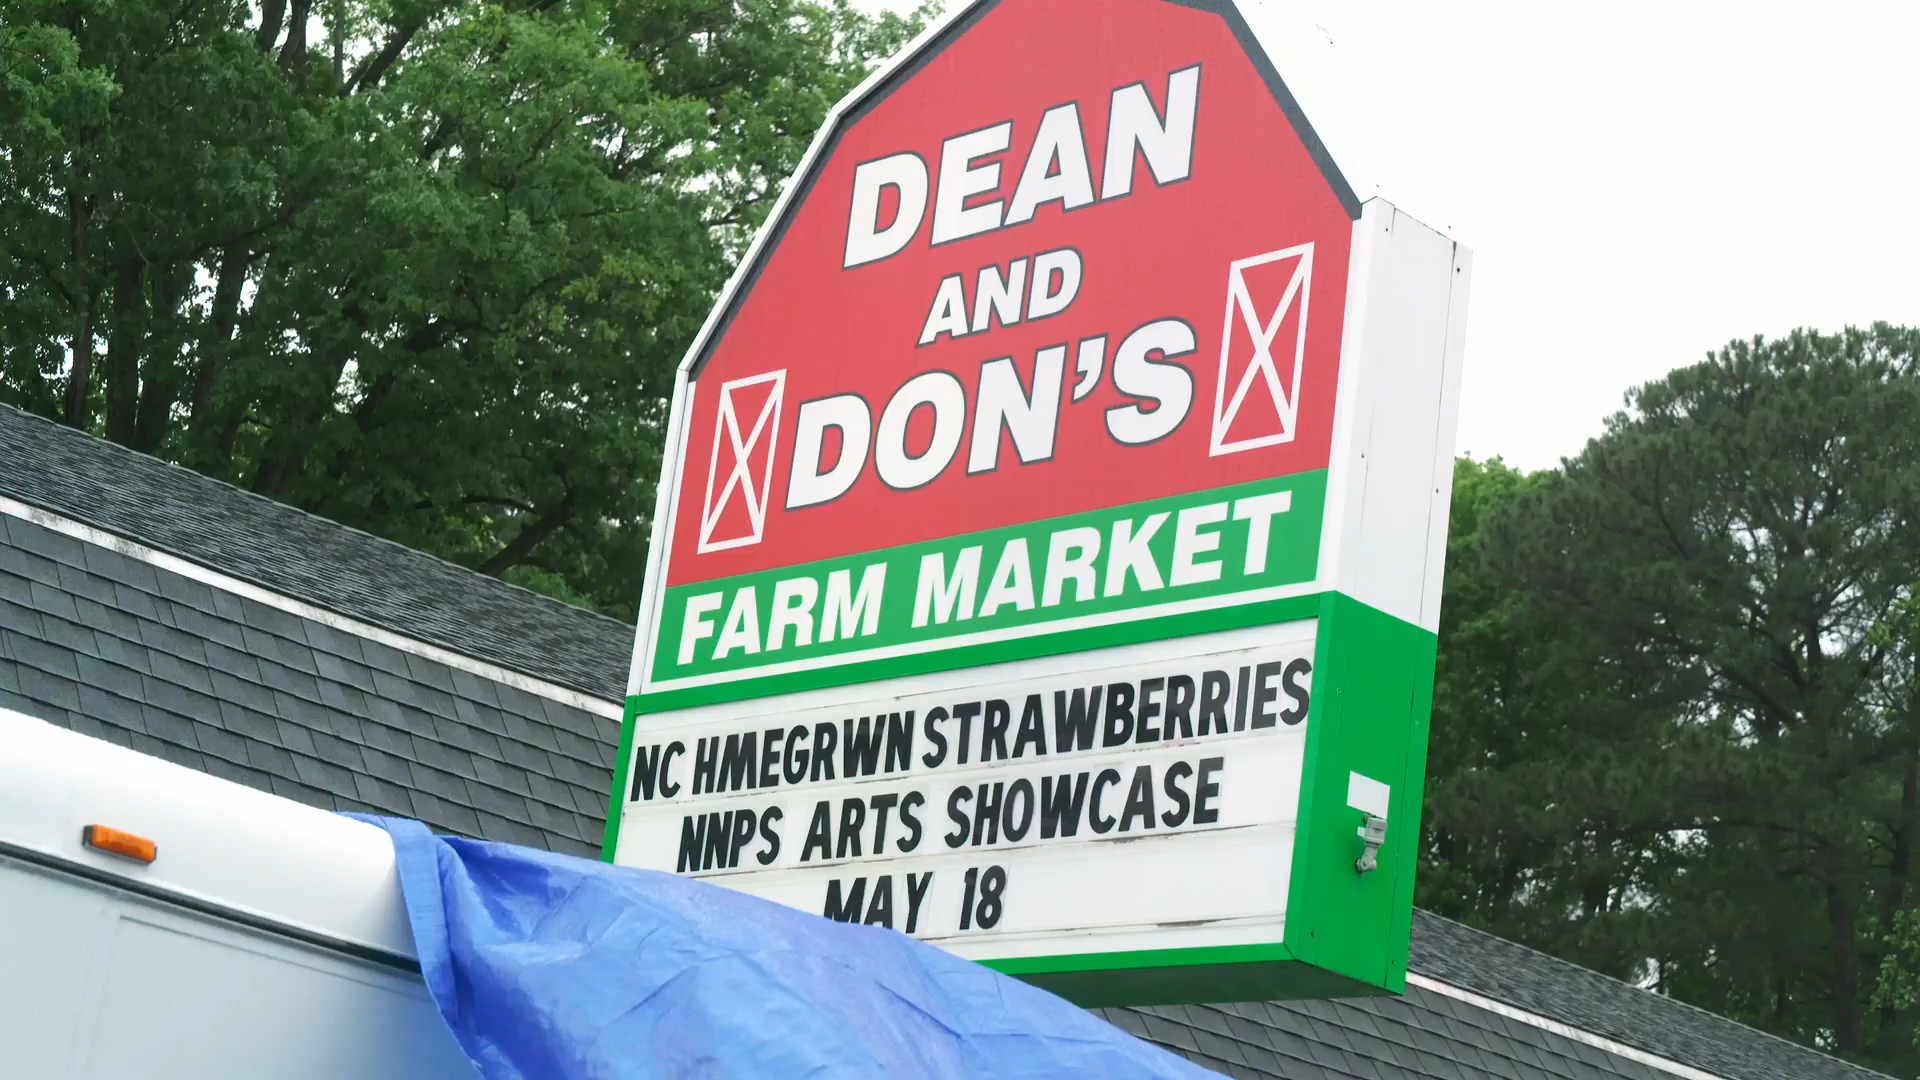 DEAN
AND
DON'S
FARM MARKET
NC HMEGRWN STRAWBERRIES
NNPS ARTS SHOWCASE
MAY 18